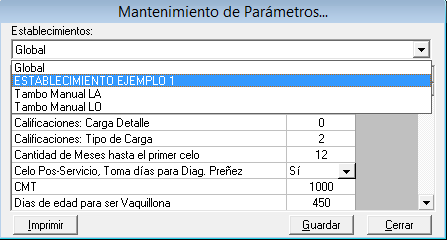 Mantenimiento de Parámetros...
Establecimientos:
Global
Global
ESTABLECIMIENTO EJEMPLO 1
Tambo Manual LA
Tambo Manual LO
Calificaciones: Carga Detalle 0
Calificaciones: Tipo de Carga 2
Cantidad de Meses hasta el primer celo 12
Celo Pos-Servicio, Toma días para Diag. Preñez Sí
CMT 1000
Dias de edad para ser Vaquillona 450
Imprimir Guardar Cerrar